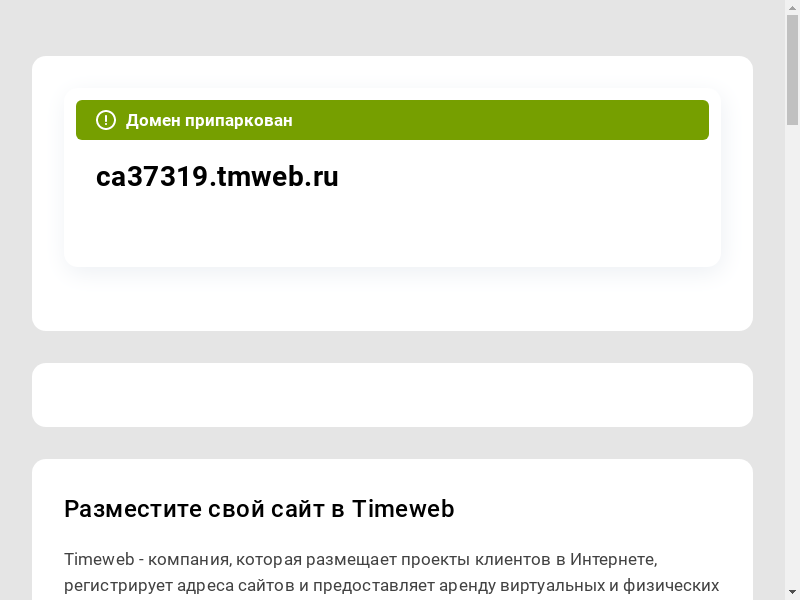 Домен припаркован
ca37319.tmweb.ru
Разместите свой сайт в Timeweb
Timeweb - компания, которая размещает проекты клиентов в Интернете,
регистрирует адреса сайтов и предоставляет аренду виртуальных и физических